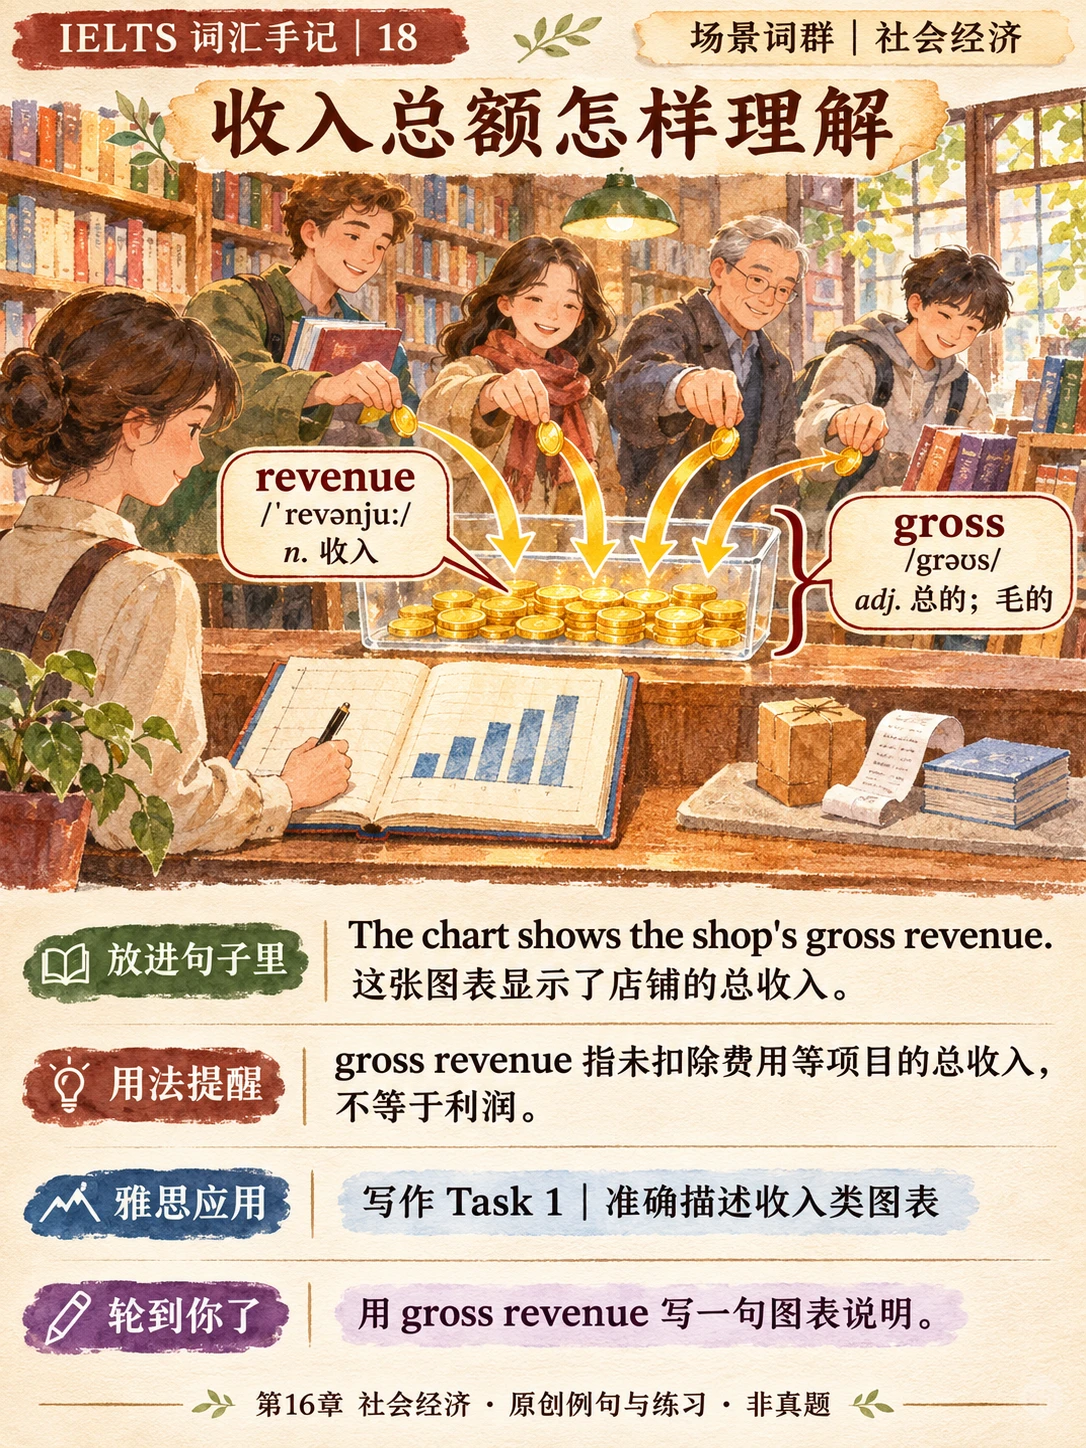 IELTS 词汇手记｜18
场景词群｜社会经济
收入总额怎样理解
revenue
/ˈrevənjuː/
n. 收入
gross
/grəʊs/
adj. 总的；毛的
放进句子里
The chart shows the shop's gross revenue.
这张图表显示了店铺的总收入。
用法提醒
gross revenue 指未扣除费用等项目的总收入，
不等于利润。
雅思应用
写作 Task 1｜准确描述收入类图表
轮到你了
用 gross revenue 写一句图表说明。
第16章 社会经济 · 原创例句与练习 · 非真题